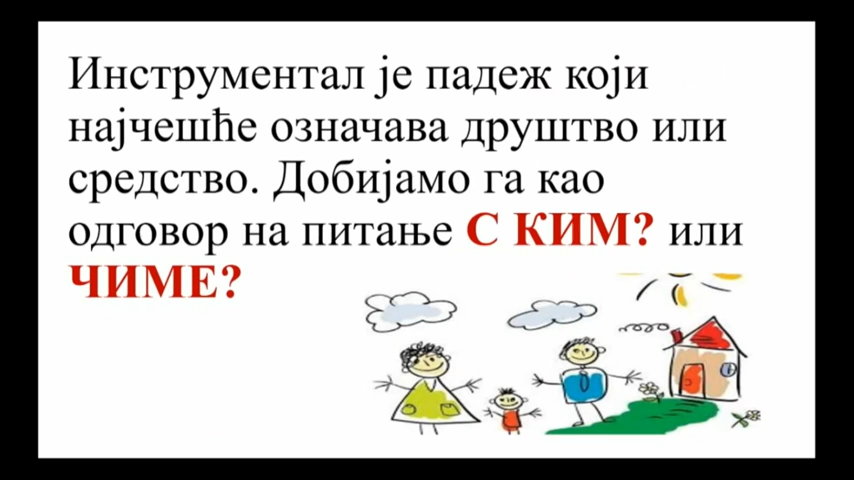 Инструментал је падеж који
најчешће означава друштво или
средство. Добијамо га као
одговор на питање С КИМ? или
ЧИМЕ?